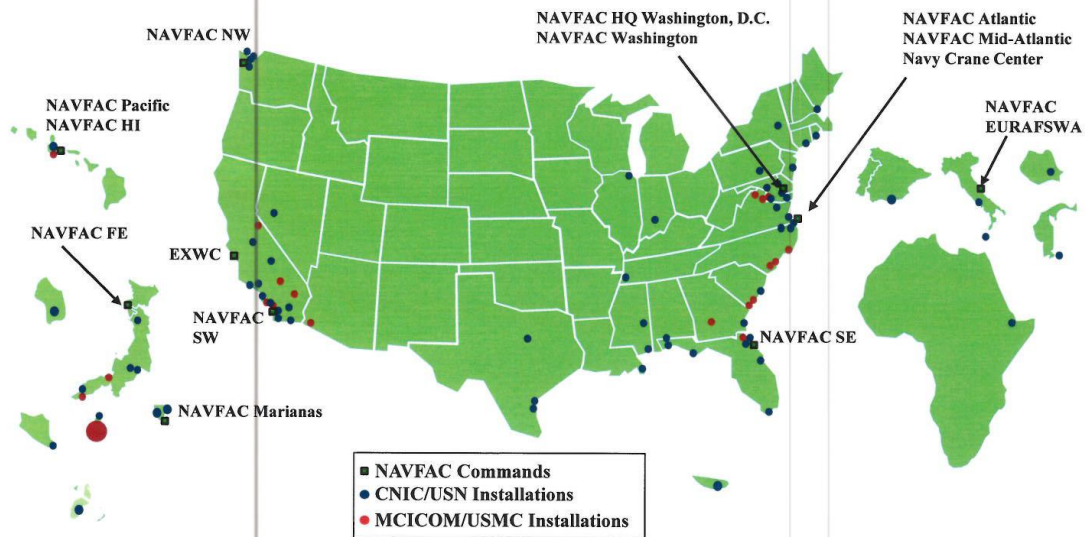 NAVFAC HQ Washington, D.C.
NAVFAC Washington
NAVFAC Atlantic
NAVFAC Mid-Atlantic
Navy Crane Center
NAVFAC NW
NAVFAC Pacific
NAVFAC HI
NAVFAC
EURAFSWA
NAVFAC FE
EXWC
NAVFAC
SW
NAVFAC SE
NAVFAC Marianas
NAVFAC Commands
CNIC/USN Installations
MCICOM/USMC Installations